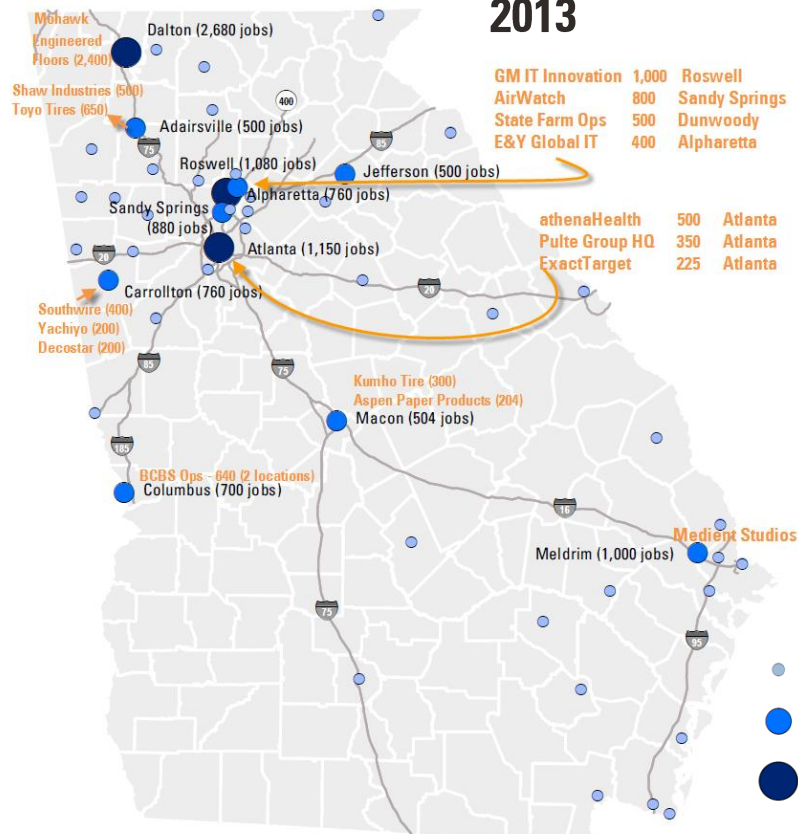 2013
Mohawk
Engineered
Floors (2,400)
Dalton (2,680 jobs)
GM IT Innovation 1,000 Roswell
AirWatch 800 Sandy Springs
State Farm Ops 500 Dunwoody
E&Y Global IT 400 Alpharetta
Shaw Industries (500)
Toyo Tires (650)
400
Adairsville (500 jobs)
75
85
Roswell (1,080 jobs)
Jefferson (500 jobs)
Alpharetta (760 jobs)
Sandy Springs
(880 jobs)
athenaHealth 500 Atlanta
Pulte Group HQ 350 Atlanta
ExactTarget 225 Atlanta
Atlanta (1,150 jobs)
20
20
Carrollton (760 jobs)
Southwire (400)
Yachiyo (200)
Decostar (200)
85
75
Kumho Tire (300)
Aspen Paper Products (204)
Macon (504 jobs)
185
BCBS Ops - 640 (2 locations)
Columbus (700 jobs)
16
Medient Studios
Meldrim (1,000 jobs)
75
95